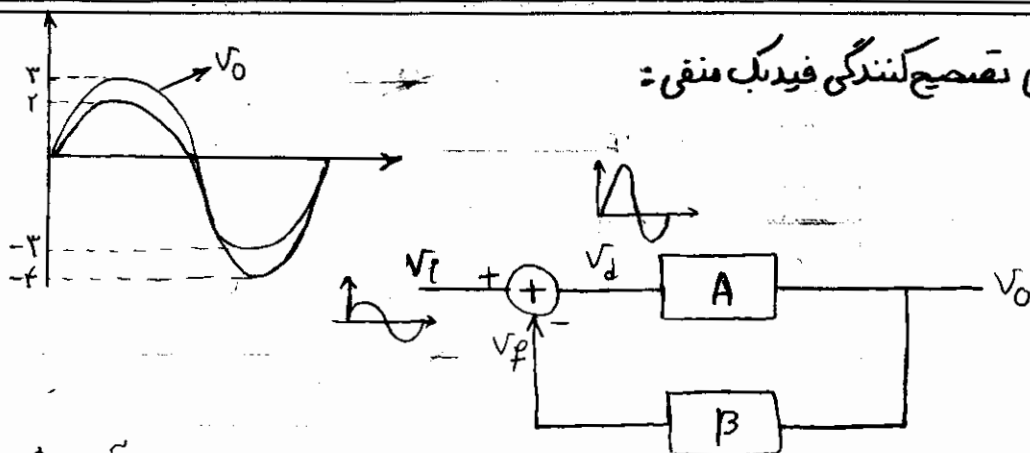 تصحیح کنندگی فیدبک منفی:
V₀
۳
۲
-۳
-۴
Vi
+
+
-
Vd
A
V₀
Vf
β